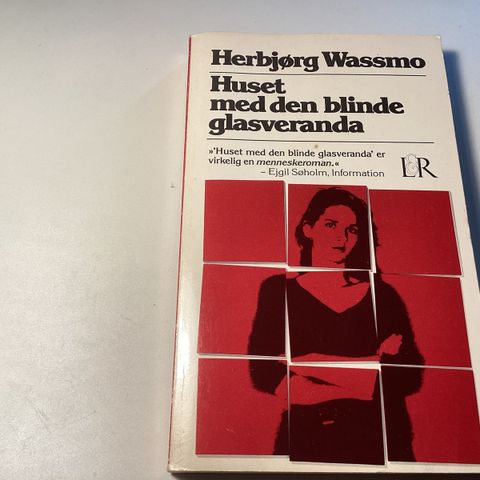 Herbjørg Wassmo
Huset
med den blinde
glasveranda
»'Huset med den blinde glasveranda' er
virkelig en menneskeroman.«
– Ejgil Søholm, Information
L&R